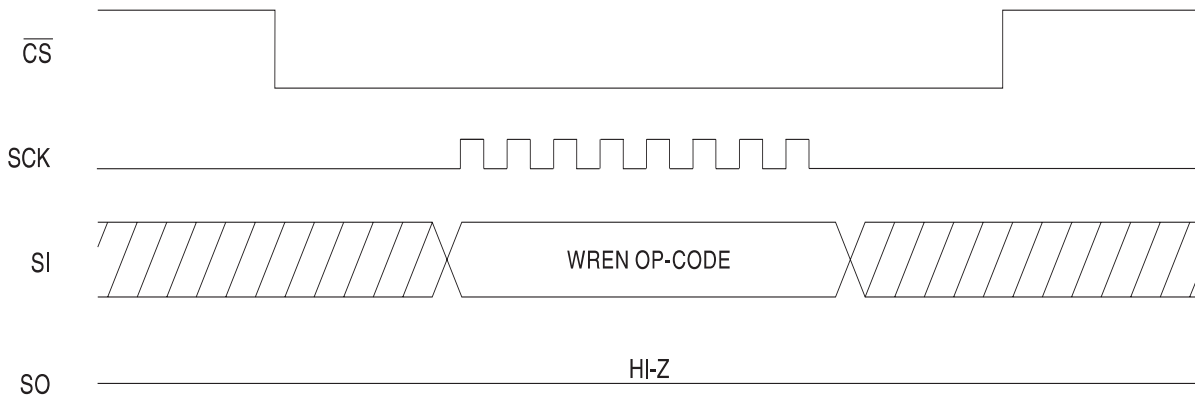 CS
SCK
SI
WREN OP-CODE
HI-Z
SO